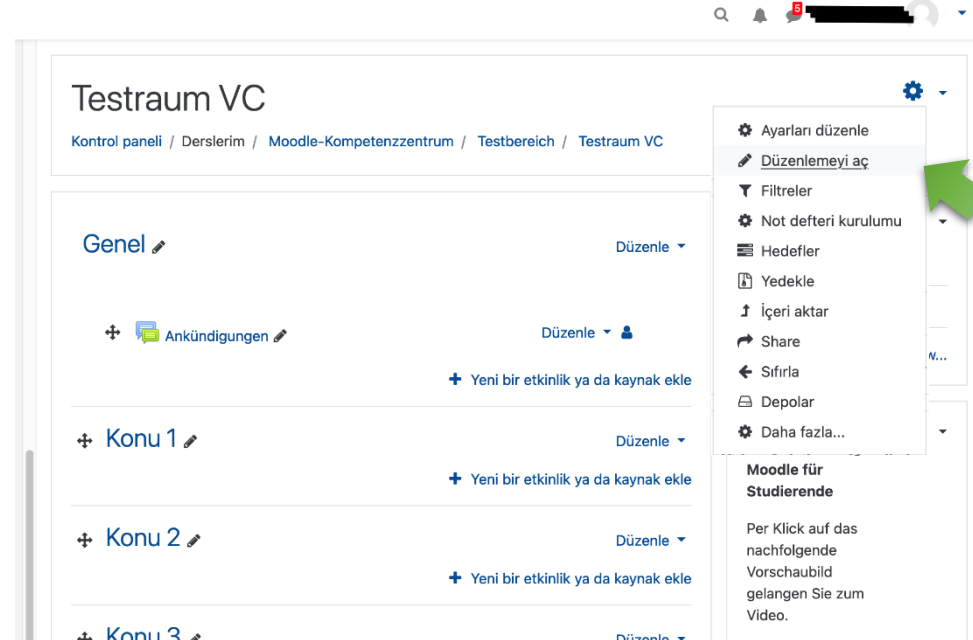 5
Testraum VC
Kontrol paneli / Derslerim / Moodle-Kompetenzzentrum / Testbereich / Testraum VC
Ayarları düzenle
Düzenlemeyi aç
Filtreler
Not defteri kurulumu
Hedefler
Yedekle
İçeri aktar
Share
Sıfırla
Depolar
Daha fazla...
Genel
Düzenle
Ankündigungen
Düzenle
+ Yeni bir etkinlik ya da kaynak ekle
Konu 1
Düzenle
+ Yeni bir etkinlik ya da kaynak ekle
Konu 2
Düzenle
+ Yeni bir etkinlik ya da kaynak ekle
Konu 3
Düzenle
Moodle für
Studierende
Per Klick auf das
nachfolgende
Vorschaubild
gelangen Sie zum
Video.